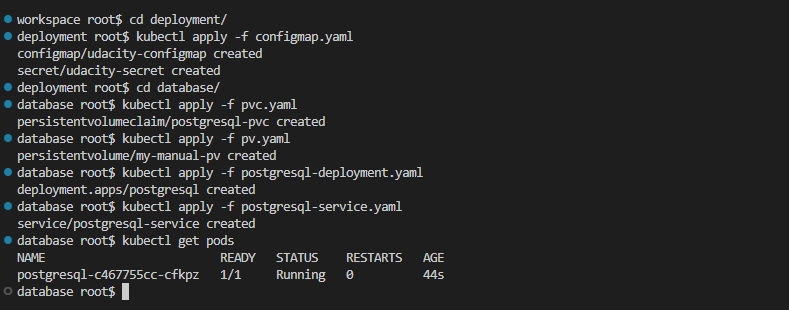 workspace root$ cd deployment/
deployment root$ kubectl apply -f configmap.yaml
configmap/udacity-configmap created
secret/udacity-secret created
deployment root$ cd database/
database root$ kubectl apply -f pvc.yaml
persistentvolumeclaim/postgresql-pvc created
database root$ kubectl apply -f pv.yaml
persistentvolume/my-manual-pv created
database root$ kubectl apply -f postgresql-deployment.yaml
deployment.apps/postgresql created
database root$ kubectl apply -f postgresql-service.yaml
service/postgresql-service created
database root$ kubectl get pods
NAME READY STATUS RESTARTS AGE
postgresql-c467755cc-cfkpz 1/1 Running 0 44s
database root$